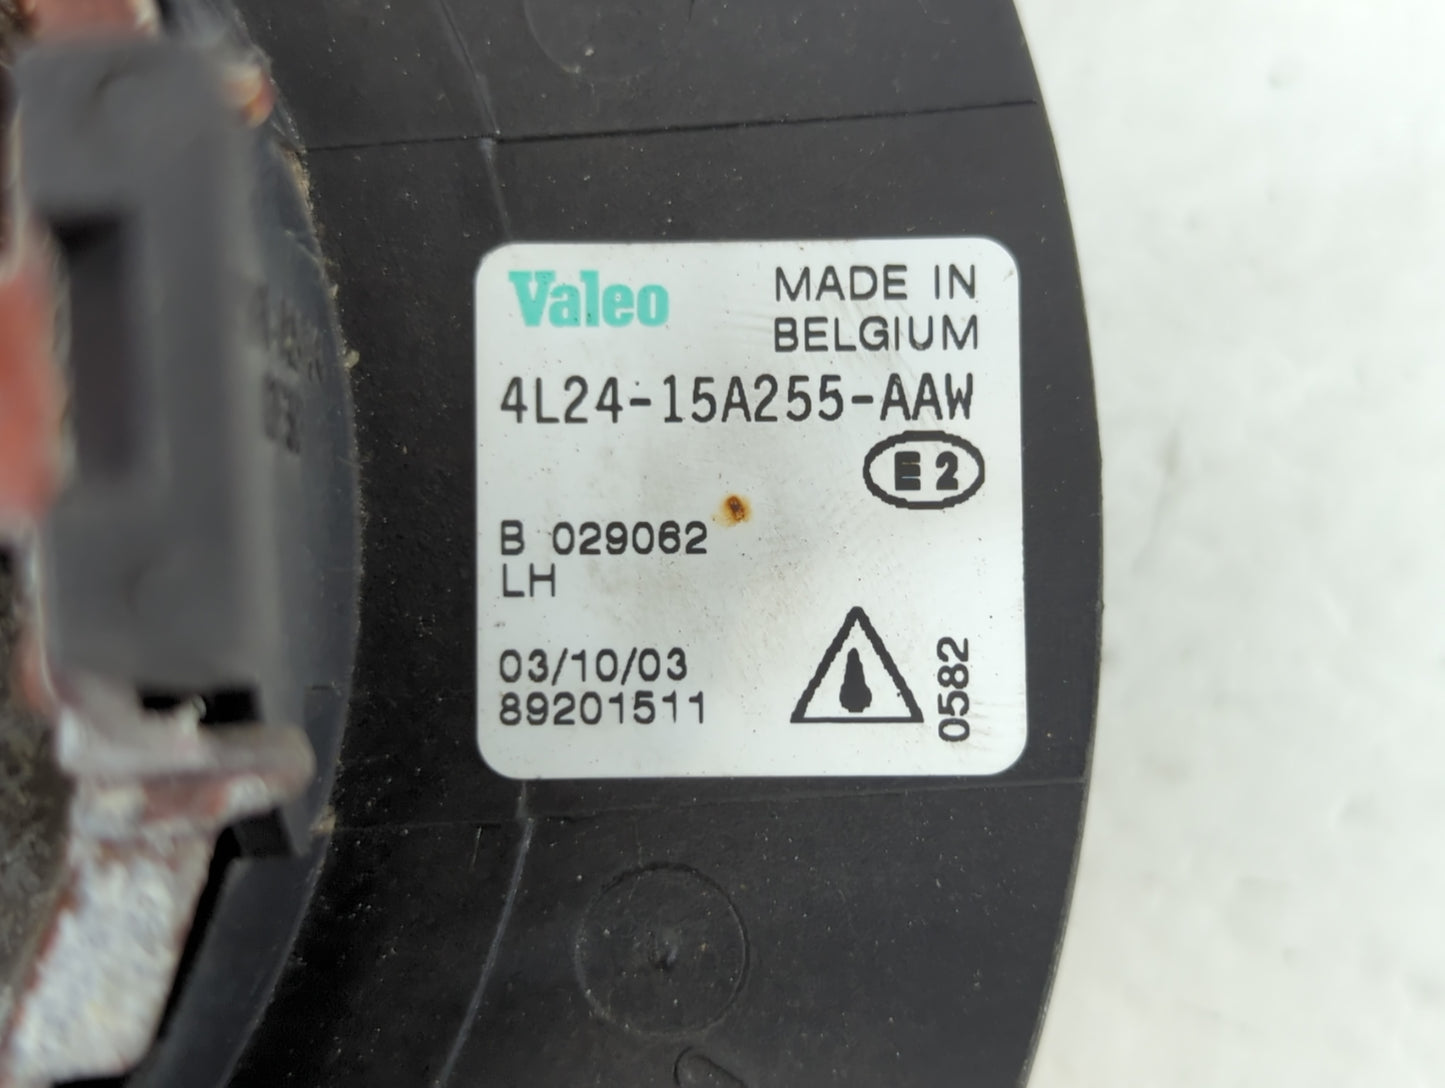 Valeo
MADE IN
BELGIUM
4L24-15A255-AAW
E2
B 029062
LH
03/10/03
89201511
0582